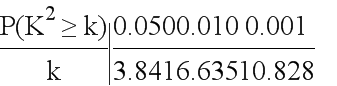 P(K² ≥ k) 0.0500.010 0.001
k 3.8416.63510.828